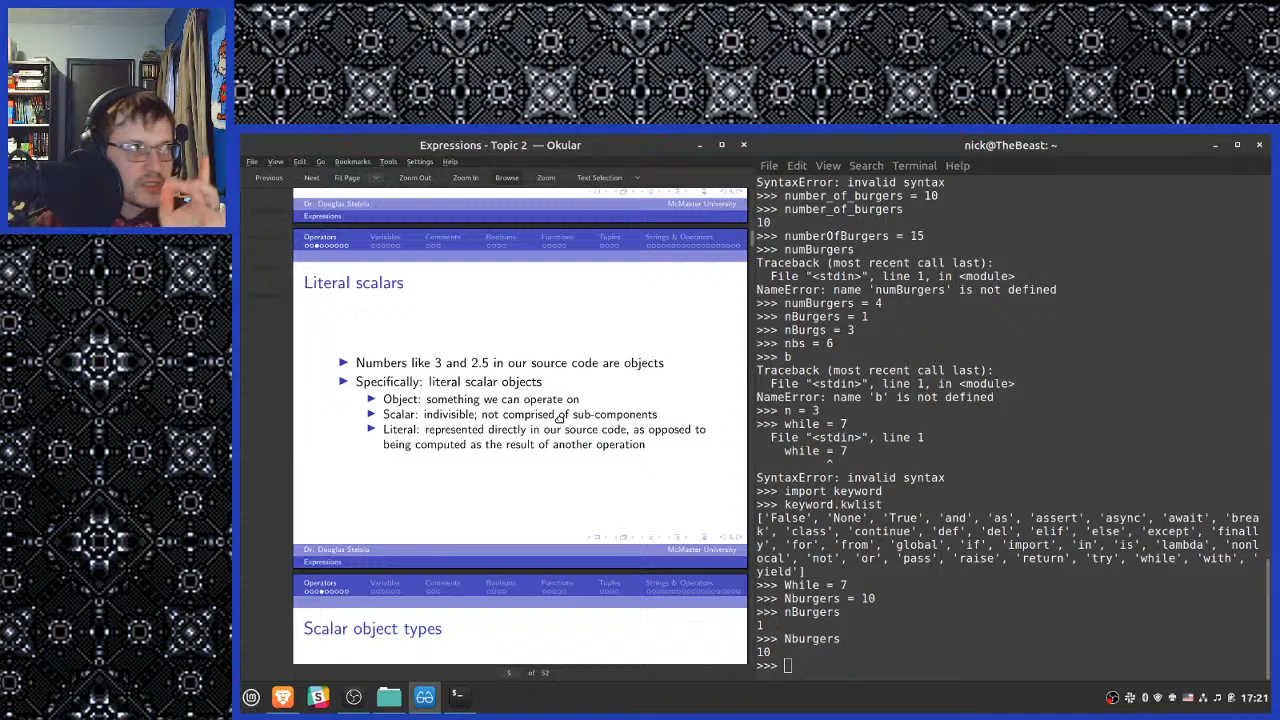 Expressions - Topic 2 — Okular
File Edit View Go Bookmarks Tools Settings Help
Previous Next Fit Page Zoom Out Zoom In Browse Zoom Text Selection
Dr. Douglas Stebila McMaster University
Expressions
Operators Variables Comments Booleans Functions Tuples Strings & Operators
Literal scalars
Numbers like 3 and 2.5 in our source code are objects
Specifically: literal scalar objects
Object: something we can operate on
Scalar: indivisible; not comprised of sub-components
Literal: represented directly in our source code, as opposed to
being computed as the result of another operation
Dr. Douglas Stebila McMaster University
Expressions
Operators Variables Comments Booleans Functions Tuples Strings & Operators
Scalar object types
5 of 52
nick@TheBeast: ~
File Edit View Search Terminal Help
SyntaxError: invalid syntax
>>> number_of_burgers = 10
>>> number_of_burgers
10
>>> numberOfBurgers = 15
>>> numBurgers
Traceback (most recent call last):
File "<stdin>", line 1, in <module>
NameError: name 'numBurgers' is not defined
>>> numBurgers = 4
>>> nBurgers = 1
>>> nBurgs = 3
>>> nbs = 6
>>> b
Traceback (most recent call last):
File "<stdin>", line 1, in <module>
NameError: name 'b' is not defined
>>> n = 3
>>> while = 7
File "<stdin>", line 1
while = 7
^
SyntaxError: invalid syntax
>>> import keyword
>>> keyword.kwlist
['False', 'None', 'True', 'and', 'as', 'assert', 'async', 'await', 'brea
k', 'class', 'continue', 'def', 'del', 'elif', 'else', 'except', 'finall
y', 'for', 'from', 'global', 'if', 'import', 'in', 'is', 'lambda', 'nonl
ocal', 'not', 'or', 'pass', 'raise', 'return', 'try', 'while', 'with', '
yield']
>>> While = 7
>>> Nburgers = 10
>>> nBurgers
1
>>> Nburgers
10
>>>
17:21